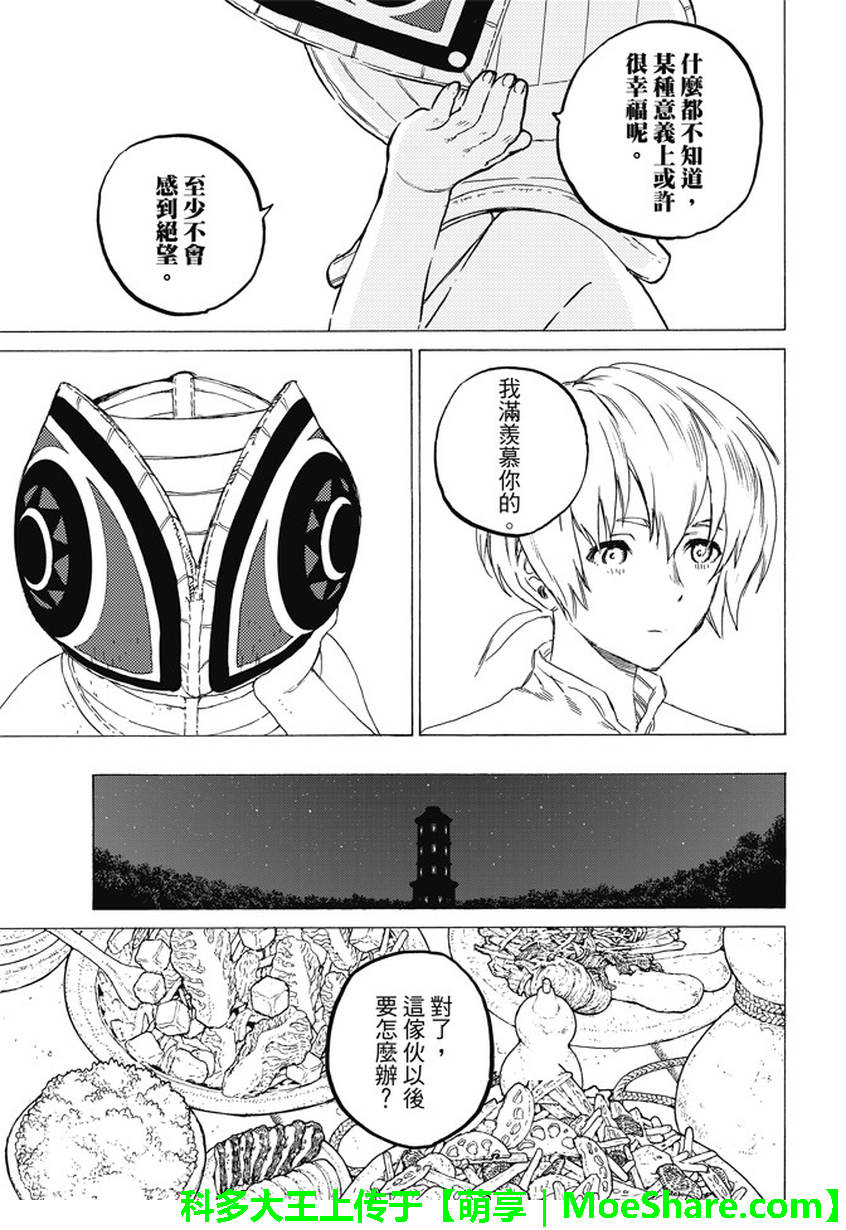 什麼都不知道，
某種意義上或許
很幸福呢。
至少不會
感到絕望。
我滿羨慕你的。
對了，
這傢伙以後
要怎麼辦？
科多大王上传于【萌享｜MoeShare.com】